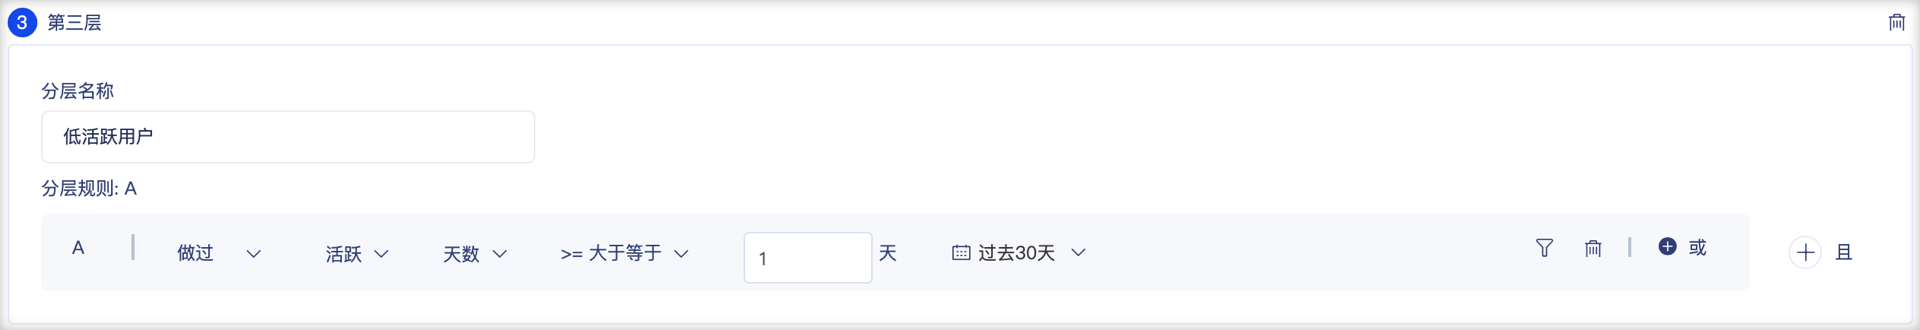 3 第三层
分层名称
低活跃用户
分层规则: A
A 做过 活跃 天数 >= 大于等于 1 天 过去30天 或 且